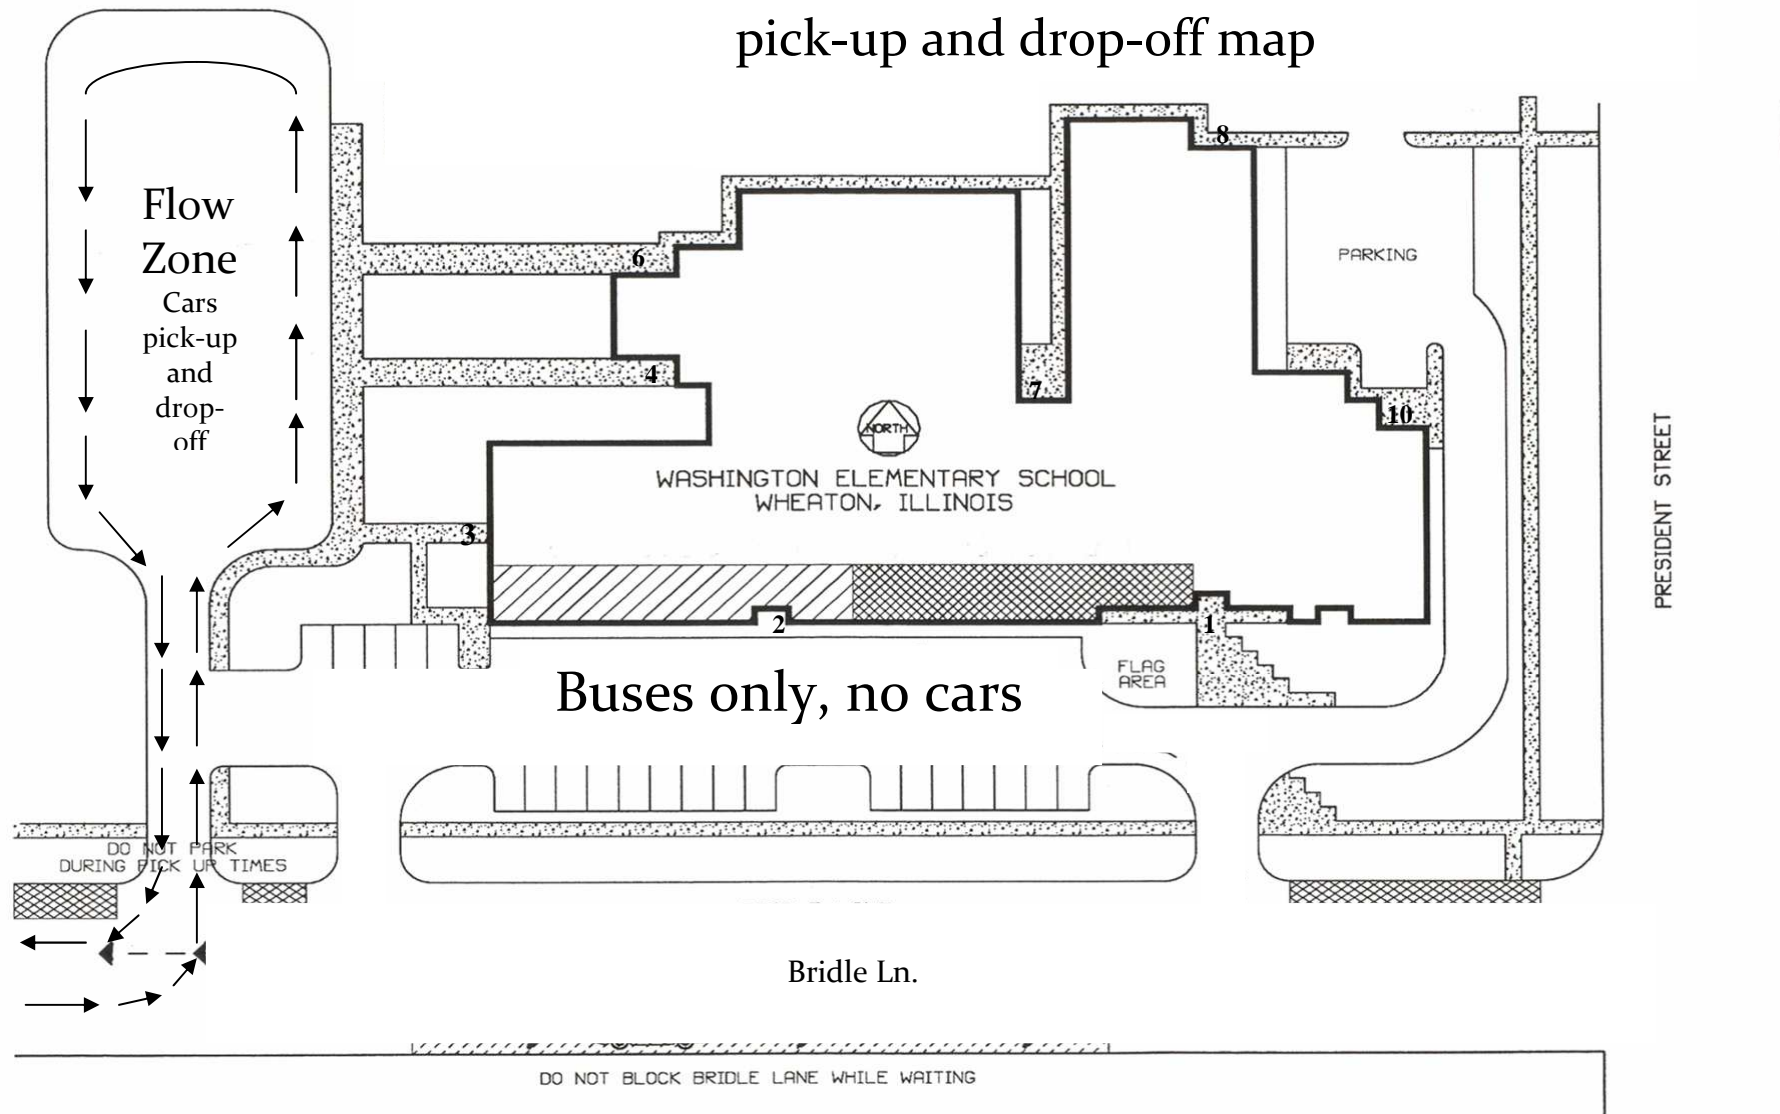 pick-up and drop-off map
Flow
Zone
Cars
pick-up
and
drop-
off
8
6
4
7
10
3
2
1
PARKING
NORTH
WASHINGTON ELEMENTARY SCHOOL
WHEATON, ILLINOIS
PRESIDENT STREET
FLAG
AREA
Buses only, no cars
DO NOT PARK
DURING PICK UP TIMES
Bridle Ln.
DO NOT BLOCK BRIDLE LANE WHILE WAITING